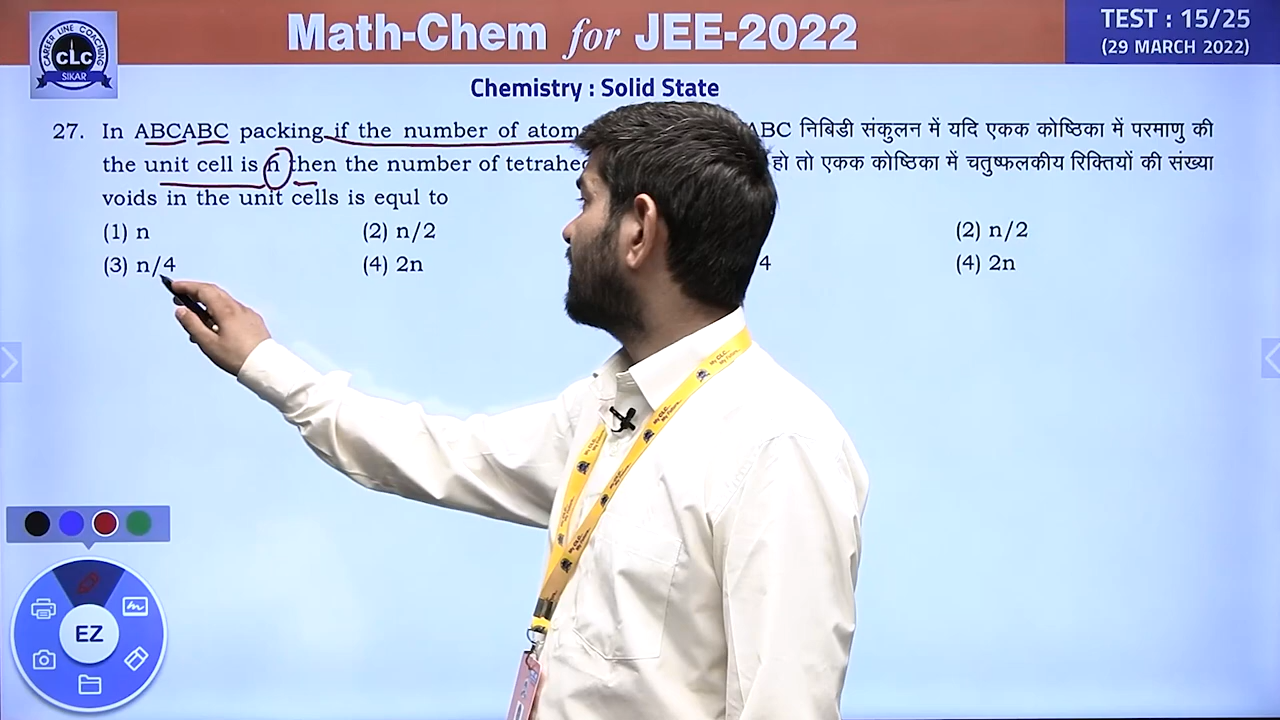 Math-Chem for JEE-2022
TEST : 15/25
(29 MARCH 2022)
CAREER LINE COACHING
CLC
SIKAR
Chemistry : Solid State
27. In ABCABC packing if the number of atom
the unit cell is n then the number of tetrahe
voids in the unit cells is equl to
(1) n (2) n/2
(3) n/4 (4) 2n
ABC निबिडी संकुलन में यदि एकक कोष्ठिका में परमाणु की
हो तो एकक कोष्ठिका में चतुष्फलकीय रिक्तियों की संख्या
(2) n/2
4 (4) 2n
EZ